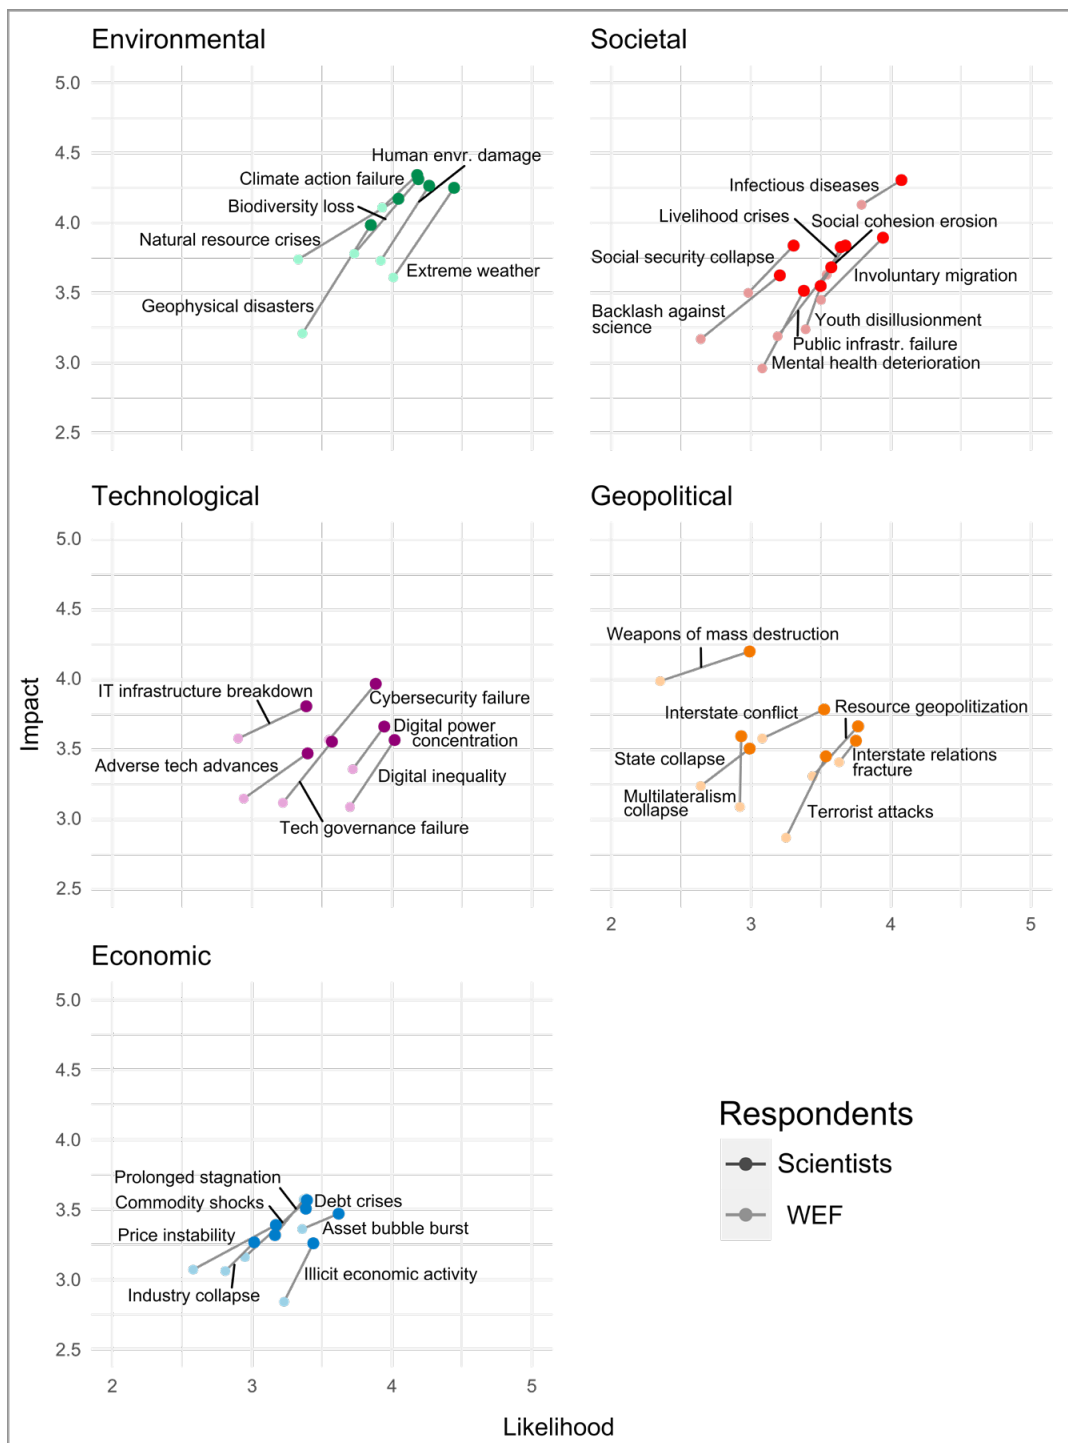 Environmental
Societal
5.0
4.5
4.0
3.5
3.0
2.5
Human envr. damage
Climate action failure
Biodiversity loss
Natural resource crises
Extreme weather
Geophysical disasters
Infectious diseases
Livelihood crises
Social cohesion erosion
Social security collapse
Involuntary migration
Backlash against
science
Youth disillusionment
Public infrastr. failure
Mental health deterioration
Technological
Geopolitical
5.0
4.5
4.0
3.5
3.0
2.5
IT infrastructure breakdown
Cybersecurity failure
Digital power
concentration
Adverse tech advances
Digital inequality
Tech governance failure
Weapons of mass destruction
Resource geopolitization
Interstate conflict
State collapse
Interstate relations
fracture
Multilateralism
collapse
Terrorist attacks
2
3
4
5
Impact
Economic
5.0
4.5
4.0
3.5
3.0
2.5
Prolonged stagnation
Commodity shocks
Debt crises
Price instability
Asset bubble burst
Illicit economic activity
Industry collapse
2
3
4
5
Likelihood
Respondents
Scientists
WEF